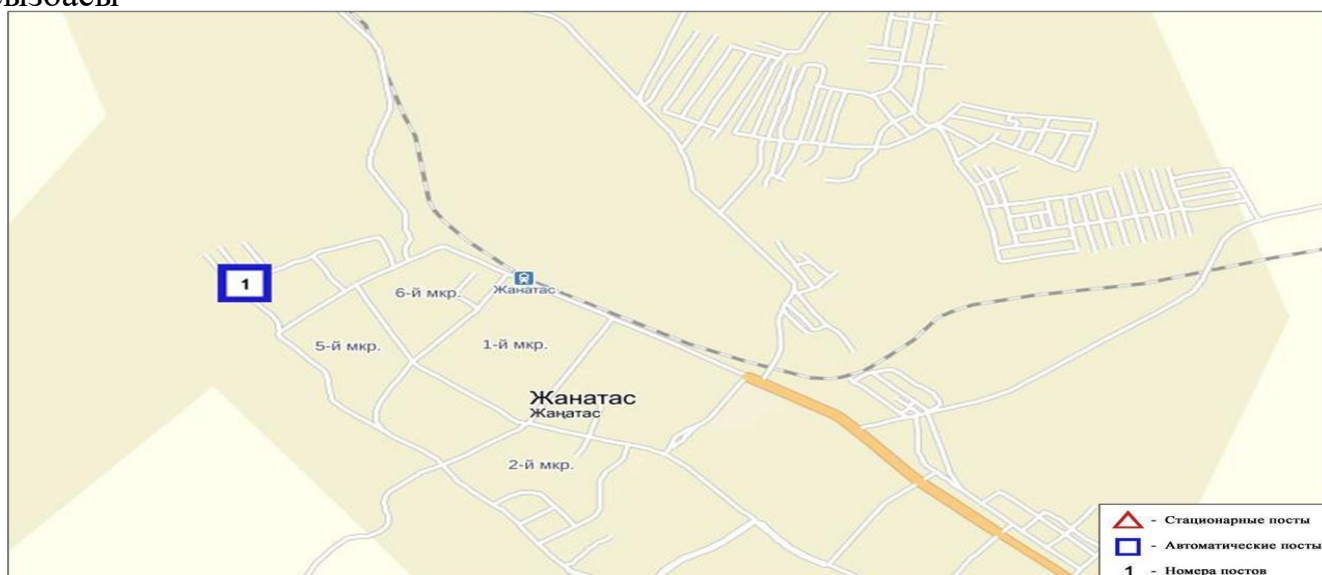 1
Жанатас
6-й мкр.
5-й мкр.
1-й мкр.
Жанатас
Жаңатас
2-й мкр.
- Стационарные посты
- Автоматические посты
1 - Номера постов